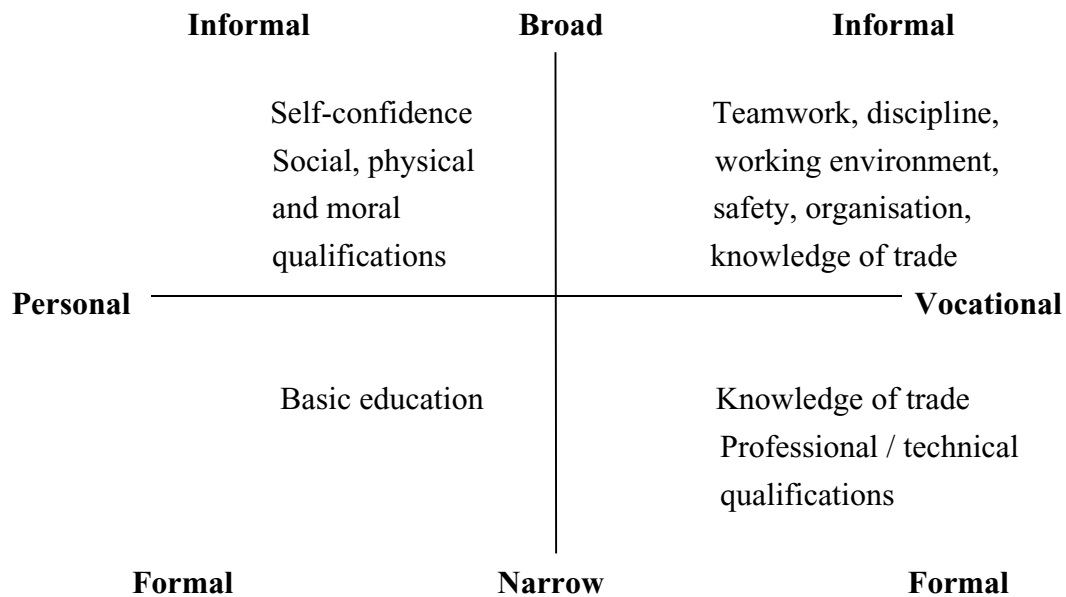 Informal Broad Informal
Self-confidence
Social, physical
and moral
qualifications
Teamwork, discipline,
working environment,
safety, organisation,
knowledge of trade
Personal Vocational
Basic education
Knowledge of trade
Professional / technical
qualifications
Formal Narrow Formal